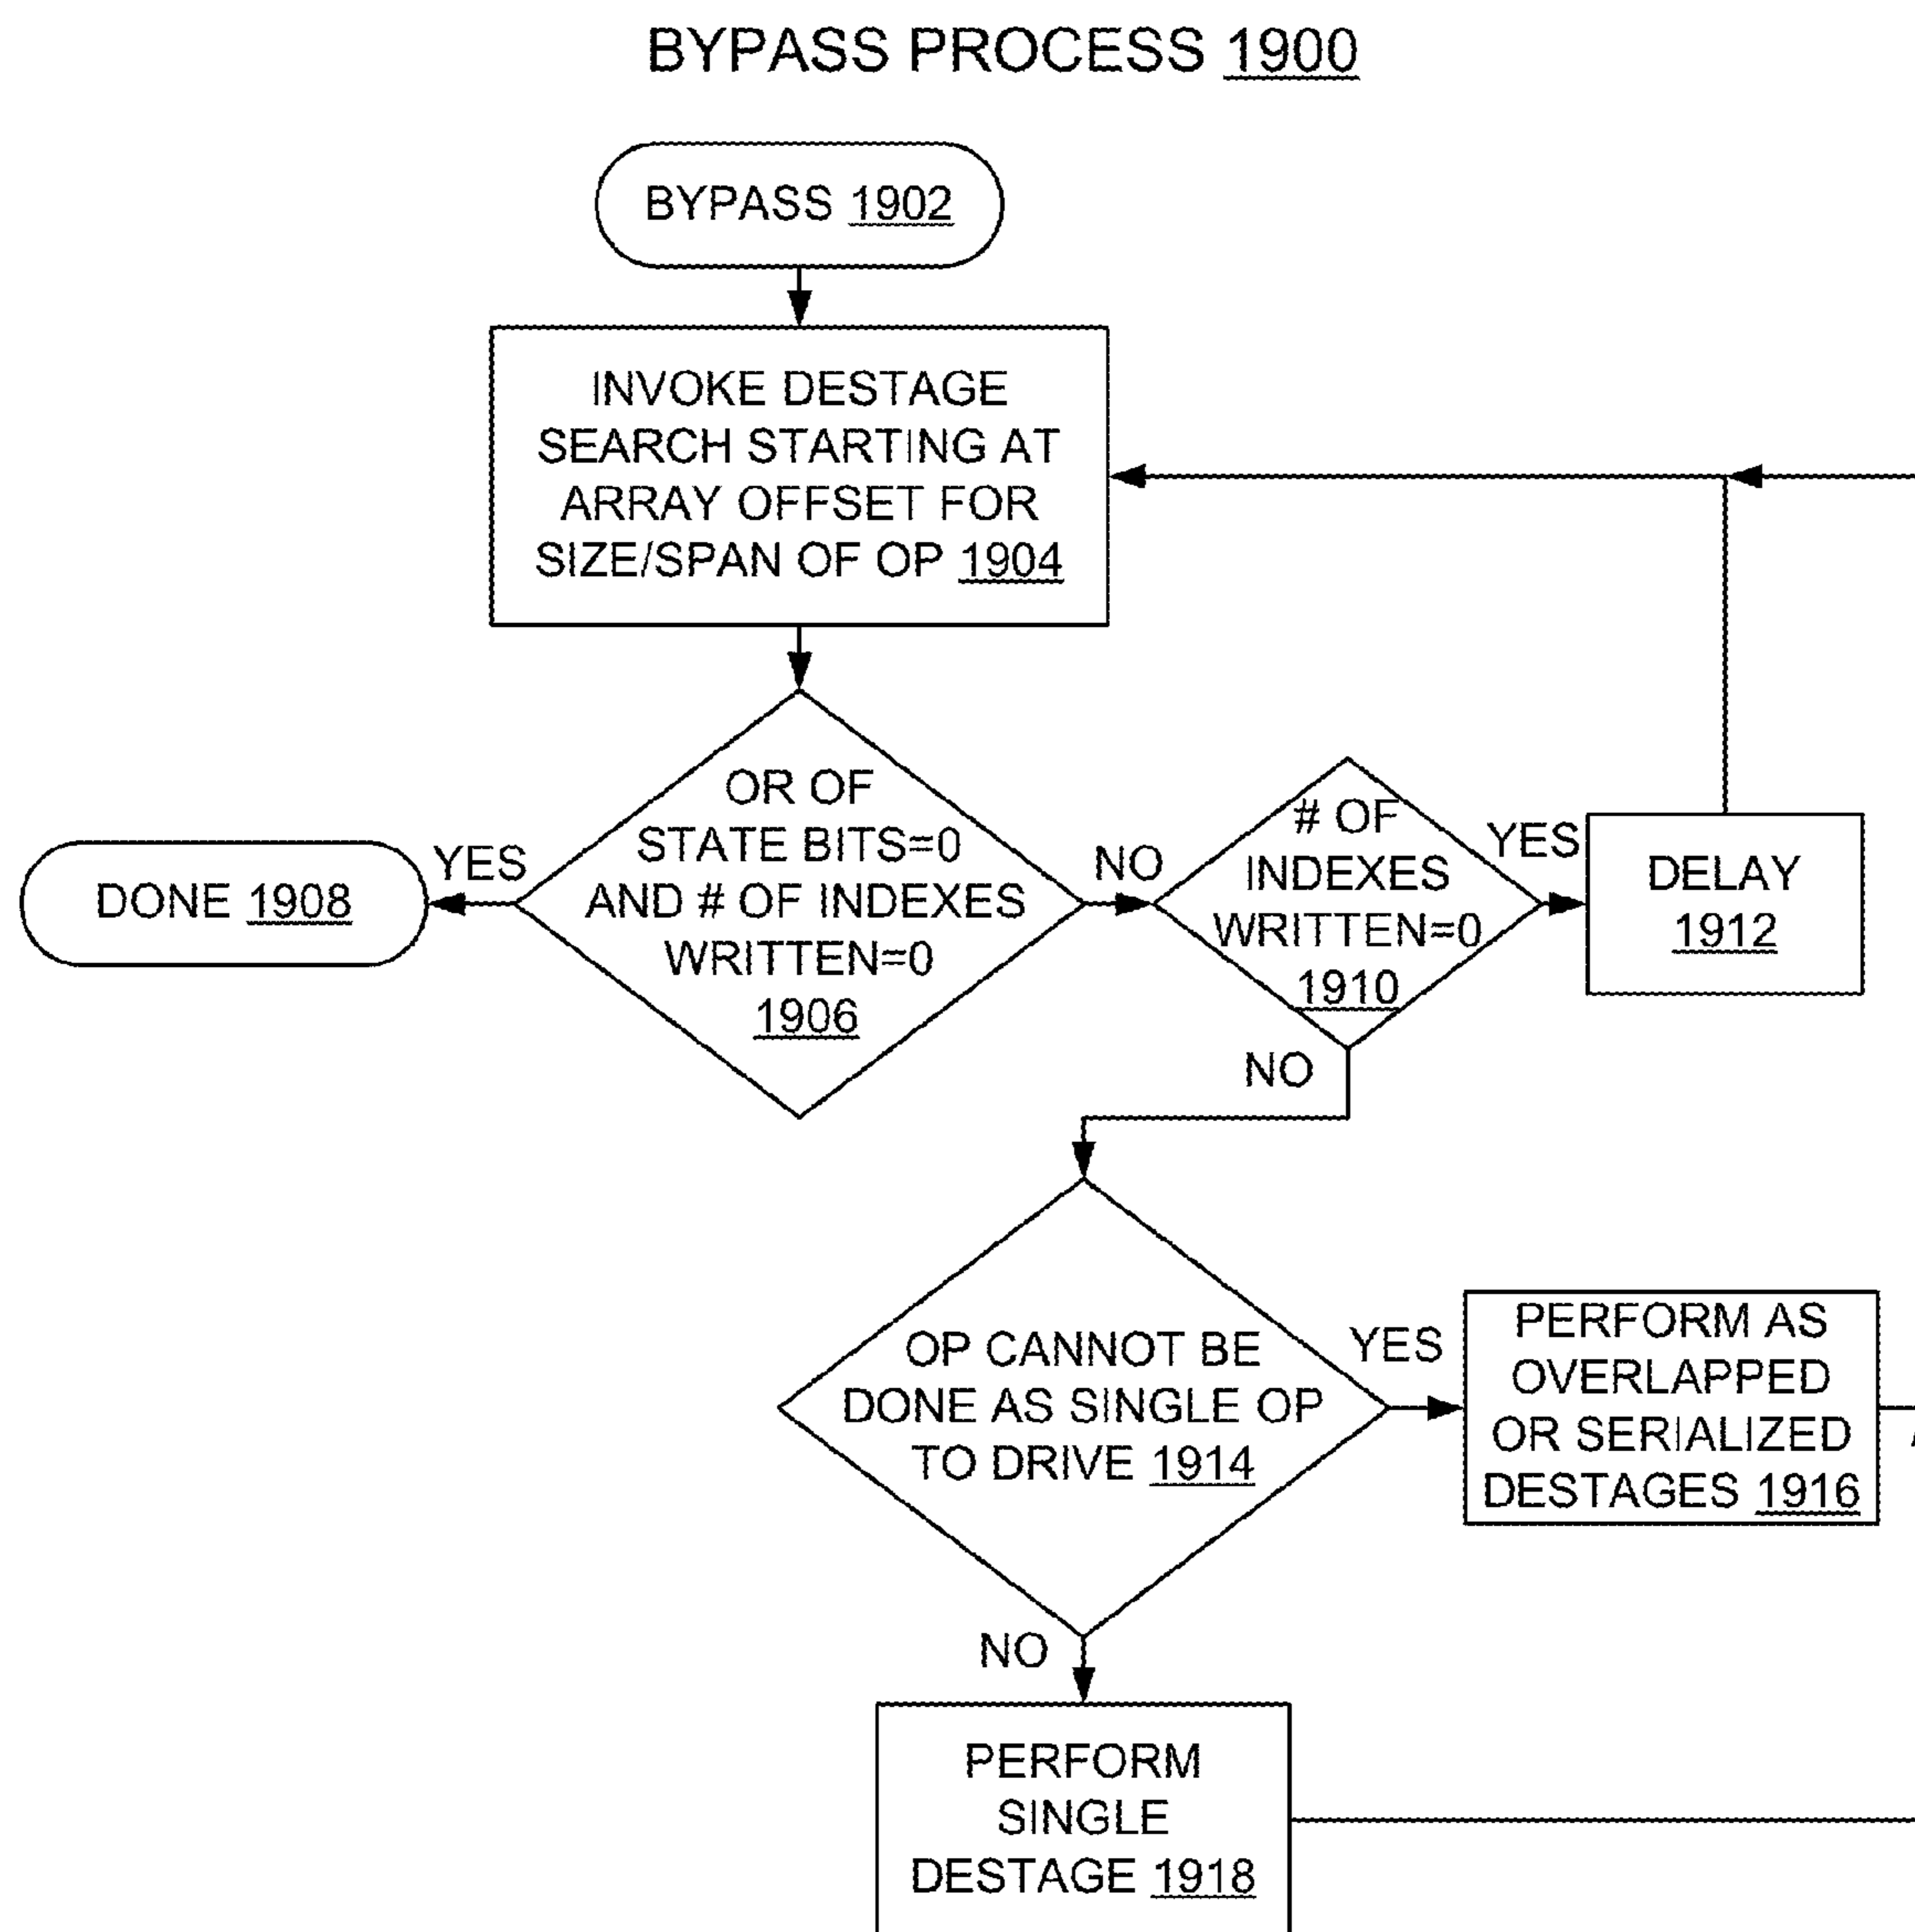 BYPASS PROCESS 1900
BYPASS 1902
INVOKE DESTAGE
SEARCH STARTING AT
ARRAY OFFSET FOR
SIZE/SPAN OF OP 1904
OR OF
STATE BITS=0
AND # OF INDEXES
WRITTEN=0
1906
YES
DONE 1908
NO
# OF
INDEXES
WRITTEN=0
1910
YES
DELAY
1912
NO
OP CANNOT BE
DONE AS SINGLE OP
TO DRIVE 1914
YES
PERFORM AS
OVERLAPPED
OR SERIALIZED
DESTAGES 1916
NO
PERFORM
SINGLE
DESTAGE 1918